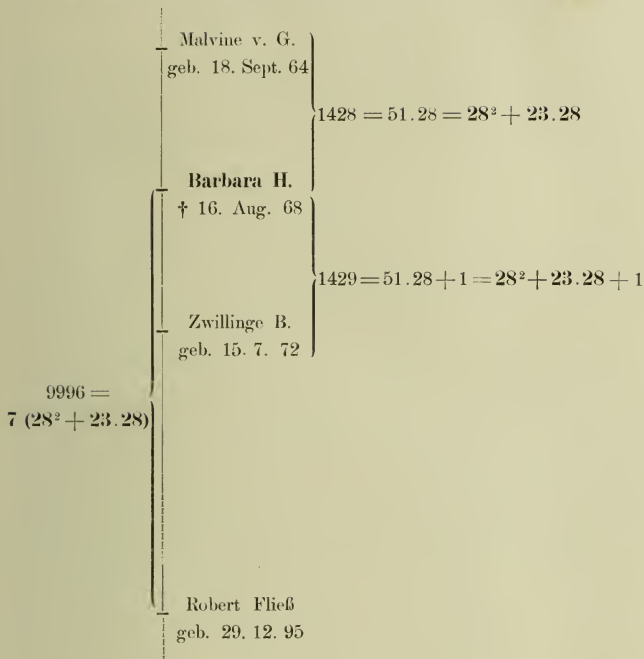 Malvine v. G.
geb. 18. Sept. 64
1428 = 51.28 = 28² + 23.28
Barbara H.
† 16. Aug. 68
1429 = 51.28 + 1 = 28² + 23.28 + 1
Zwillinge B.
geb. 15. 7. 72
9996 =
7 (28² + 23.28)
Robert Fließ
geb. 29. 12. 95